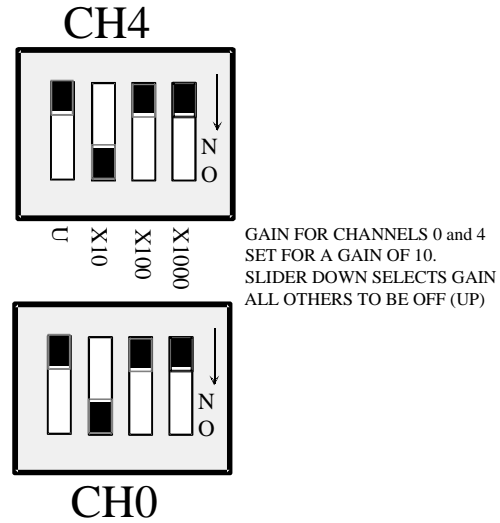 CH4
N
O
U X10 X100 X1000
GAIN FOR CHANNELS 0 and 4
SET FOR A GAIN OF 10.
SLIDER DOWN SELECTS GAIN
ALL OTHERS TO BE OFF (UP)
N
O
CH0